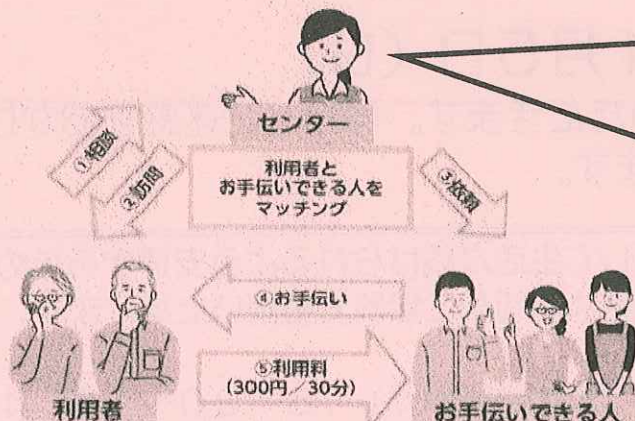 センター
利用者と
お手伝いできる人を
マッチング
①相談
②訪問
③依頼
④お手伝い
⑤利用料
(300円/30分)
利用者
お手伝いできる人